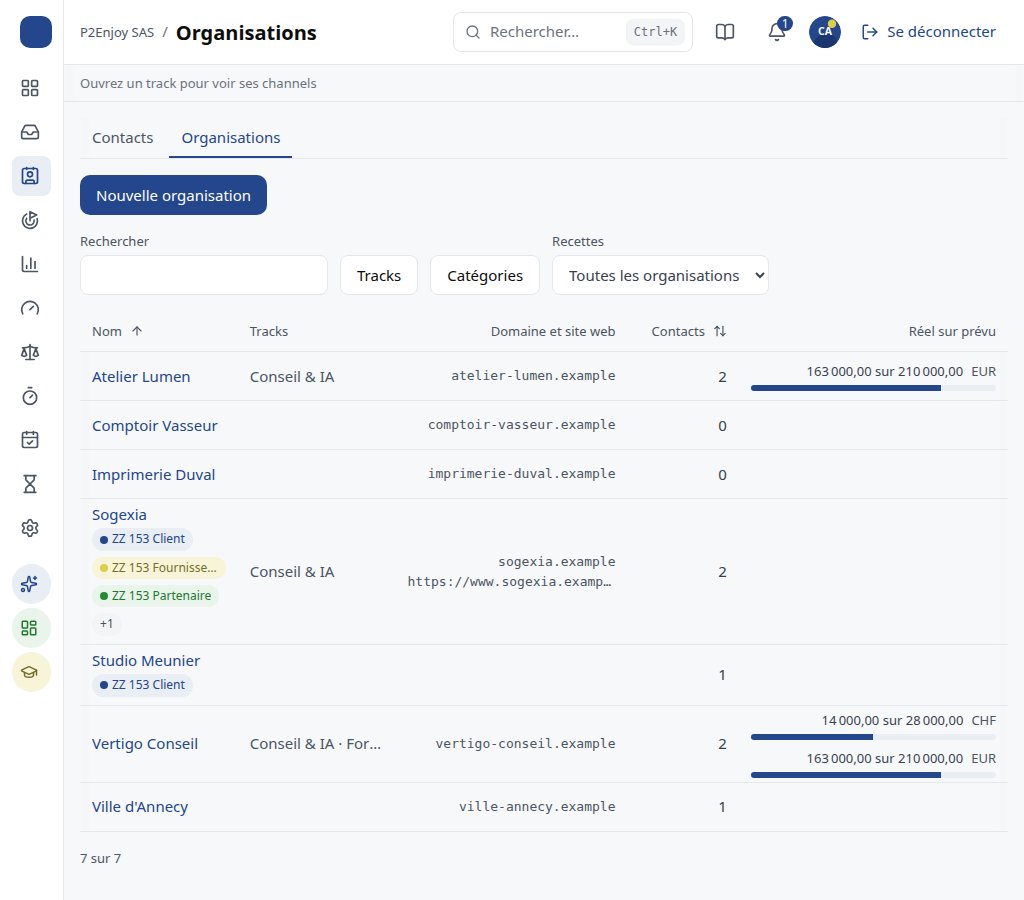 P2Enjoy SAS / Organisations
Rechercher... Ctrl+K
1
CA
Se déconnecter
Ouvrez un track pour voir ses channels
Contacts Organisations
Nouvelle organisation
Rechercher Recettes
Tracks Catégories Toutes les organisations
Nom Tracks Domaine et site web Contacts Réel sur prévu
Atelier Lumen Conseil & IA atelier-lumen.example 2 163 000,00 sur 210 000,00 EUR
Comptoir Vasseur comptoir-vasseur.example 0
Imprimerie Duval imprimerie-duval.example 0
Sogexia
ZZ 153 Client
ZZ 153 Fournisse...
ZZ 153 Partenaire
+1
Conseil & IA
sogexia.example
https://www.sogexia.examp…
2
Studio Meunier
ZZ 153 Client
1
Vertigo Conseil Conseil & IA · For... vertigo-conseil.example 2
14 000,00 sur 28 000,00 CHF
163 000,00 sur 210 000,00 EUR
Ville d'Annecy ville-annecy.example 1
7 sur 7